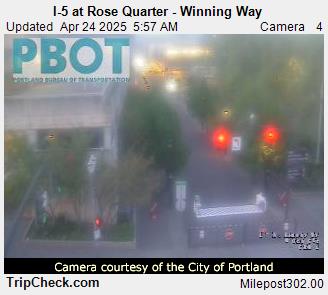 I-5 at Rose Quarter - Winning Way
Updated Apr 24 2025 5:57 AM Camera 4
PBOT
PORTLAND BUREAU OF TRANSPORTATION
Camera courtesy of the City of Portland
TripCheck.com Milepost302.00